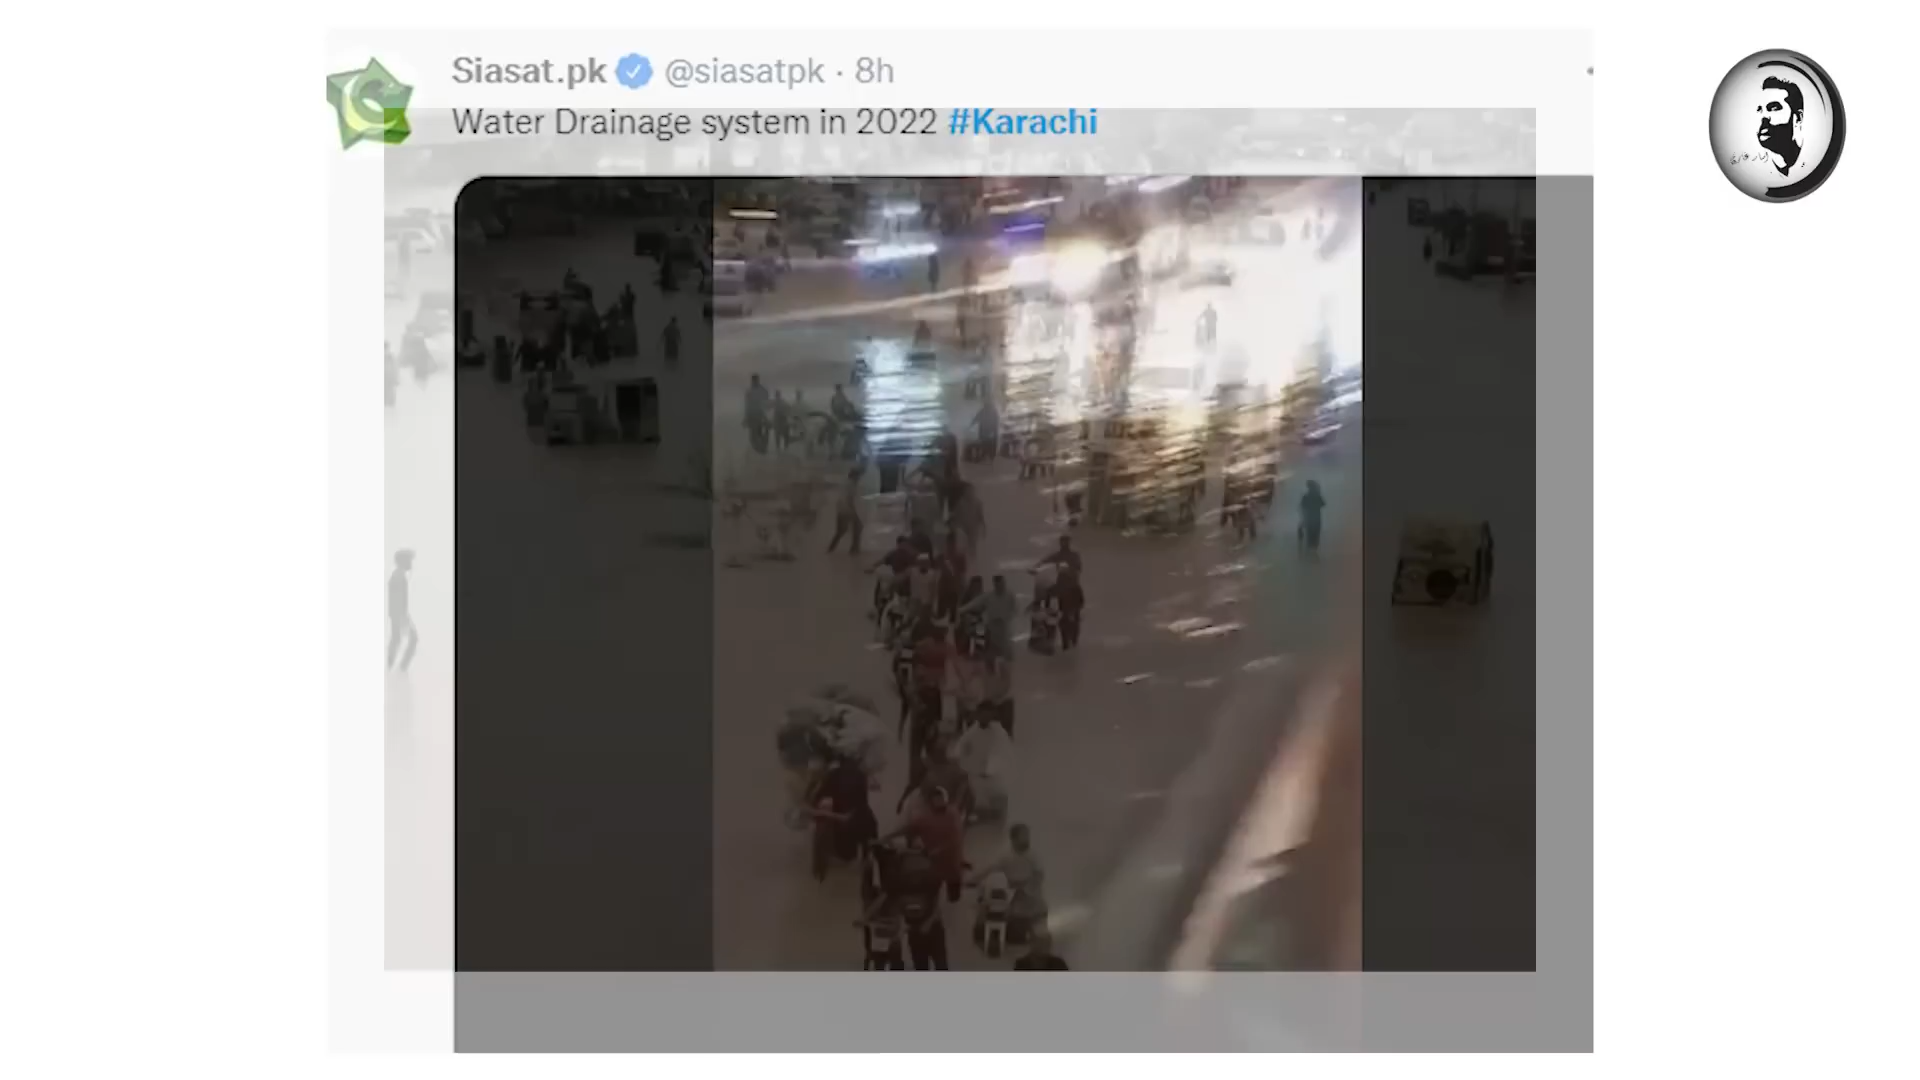 Siasat.pk @siasatpk · 8h
Water Drainage system in 2022 #Karachi